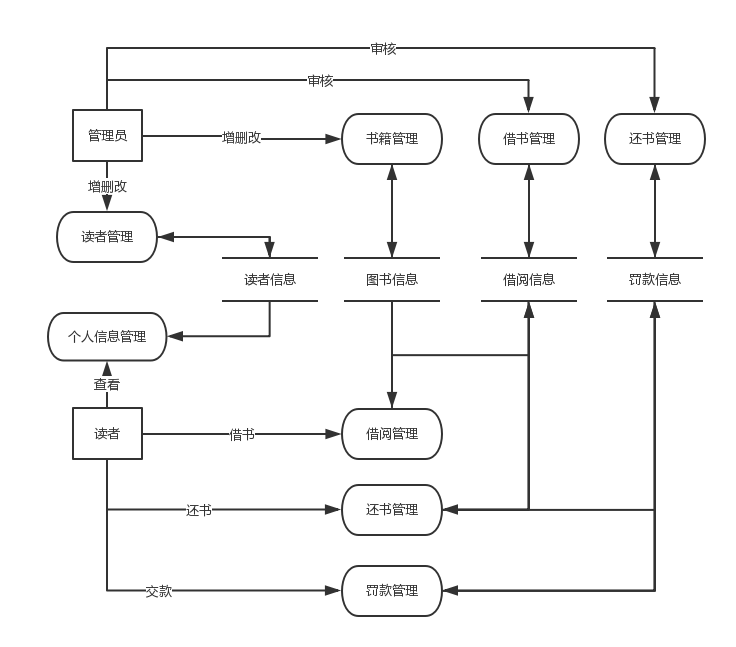 审核
审核
管理员
增删改
书籍管理
借书管理
还书管理
增删改
读者管理
读者信息
图书信息
借阅信息
罚款信息
个人信息管理
查看
读者
借书
借阅管理
还书
还书管理
交款
罚款管理